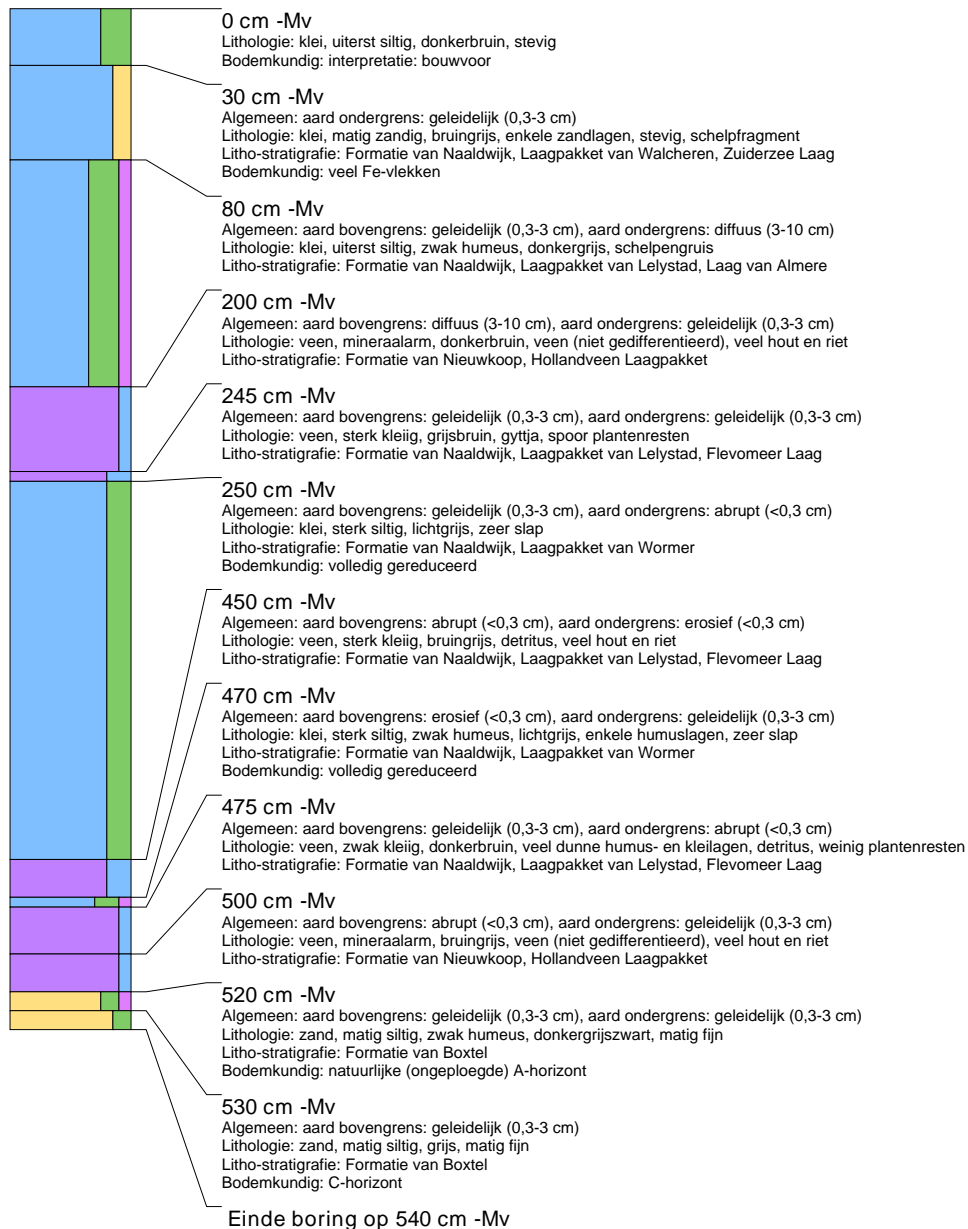 0 cm -Mv
Lithologie: klei, uiterst siltig, donkerbruin, stevig
Bodemkundig: interpretatie: bouwvoor
30 cm -Mv
Algemeen: aard ondergrens: geleidelijk (0,3-3 cm)
Lithologie: klei, matig zandig, bruingrijs, enkele zandlagen, stevig, schelpfragment
Litho-stratigrafie: Formatie van Naaldwijk, Laagpakket van Walcheren, Zuiderzee Laag
Bodemkundig: veel Fe-vlekken
80 cm -Mv
Algemeen: aard bovengrens: geleidelijk (0,3-3 cm), aard ondergrens: diffuus (3-10 cm)
Lithologie: klei, uiterst siltig, zwak humeus, donkergrijs, schelpengruis
Litho-stratigrafie: Formatie van Naaldwijk, Laagpakket van Lelystad, Laag van Almere
200 cm -Mv
Algemeen: aard bovengrens: diffuus (3-10 cm), aard ondergrens: geleidelijk (0,3-3 cm)
Lithologie: veen, mineraalarm, donkerbruin, veen (niet gedifferentieerd), veel hout en riet
Litho-stratigrafie: Formatie van Nieuwkoop, Hollandveen Laagpakket
245 cm -Mv
Algemeen: aard bovengrens: geleidelijk (0,3-3 cm), aard ondergrens: geleidelijk (0,3-3 cm)
Lithologie: veen, sterk kleiig, grijsbruin, gyttja, spoor plantenresten
Litho-stratigrafie: Formatie van Naaldwijk, Laagpakket van Lelystad, Flevomeer Laag
250 cm -Mv
Algemeen: aard bovengrens: geleidelijk (0,3-3 cm), aard ondergrens: abrupt (<0,3 cm)
Lithologie: klei, sterk siltig, lichtgrijs, zeer slap
Litho-stratigrafie: Formatie van Naaldwijk, Laagpakket van Wormer
Bodemkundig: volledig gereduceerd
450 cm -Mv
Algemeen: aard bovengrens: abrupt (<0,3 cm), aard ondergrens: erosief (<0,3 cm)
Lithologie: veen, sterk kleiig, bruingrijs, detritus, veel hout en riet
Litho-stratigrafie: Formatie van Naaldwijk, Laagpakket van Lelystad, Flevomeer Laag
470 cm -Mv
Algemeen: aard bovengrens: erosief (<0,3 cm), aard ondergrens: geleidelijk (0,3-3 cm)
Lithologie: klei, sterk siltig, zwak humeus, lichtgrijs, enkele humuslagen, zeer slap
Litho-stratigrafie: Formatie van Naaldwijk, Laagpakket van Wormer
Bodemkundig: volledig gereduceerd
475 cm -Mv
Algemeen: aard bovengrens: geleidelijk (0,3-3 cm), aard ondergrens: abrupt (<0,3 cm)
Lithologie: veen, zwak kleiig, donkerbruin, veel dunne humus- en kleilagen, detritus, weinig plantenresten
Litho-stratigrafie: Formatie van Naaldwijk, Laagpakket van Lelystad, Flevomeer Laag
500 cm -Mv
Algemeen: aard bovengrens: abrupt (<0,3 cm), aard ondergrens: geleidelijk (0,3-3 cm)
Lithologie: veen, mineraalarm, bruingrijs, veen (niet gedifferentieerd), veel hout en riet
Litho-stratigrafie: Formatie van Nieuwkoop, Hollandveen Laagpakket
520 cm -Mv
Algemeen: aard bovengrens: geleidelijk (0,3-3 cm), aard ondergrens: geleidelijk (0,3-3 cm)
Lithologie: zand, matig siltig, zwak humeus, donkergrijszwart, matig fijn
Litho-stratigrafie: Formatie van Boxtel
Bodemkundig: natuurlijke (ongeploegde) A-horizont
530 cm -Mv
Algemeen: aard bovengrens: geleidelijk (0,3-3 cm)
Lithologie: zand, matig siltig, grijs, matig fijn
Litho-stratigrafie: Formatie van Boxtel
Bodemkundig: C-horizont
Einde boring op 540 cm -Mv